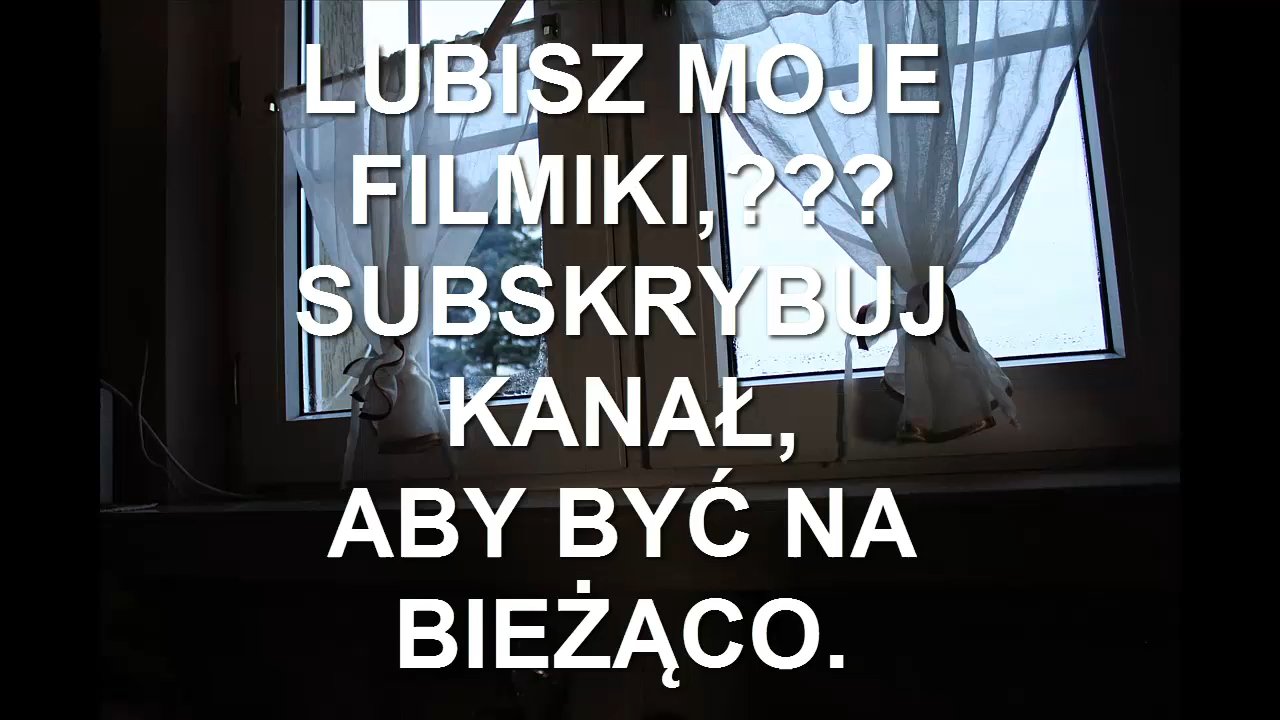 LUBISZ MOJE
FILMIKI,???
SUBSKRYBUJ
KANAŁ,
ABY BYĆ NA
BIEŻĄCO.